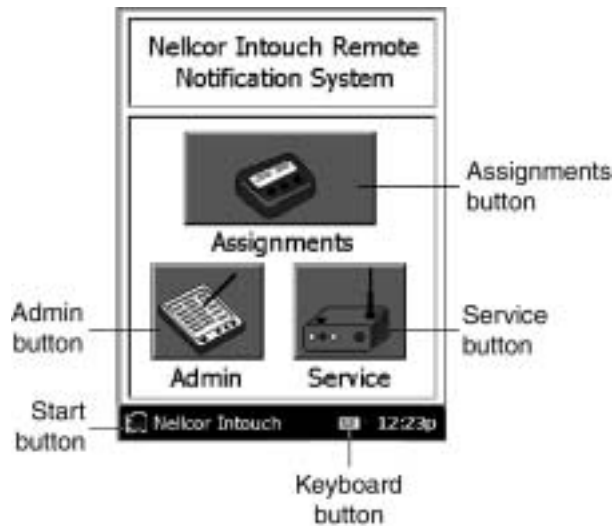 Nellcor Intouch Remote
Notification System
Assignments
button
Assignments
Admin
button
Service
button
Admin
Service
Start
button
Nellcor Intouch
12:23p
Keyboard
button